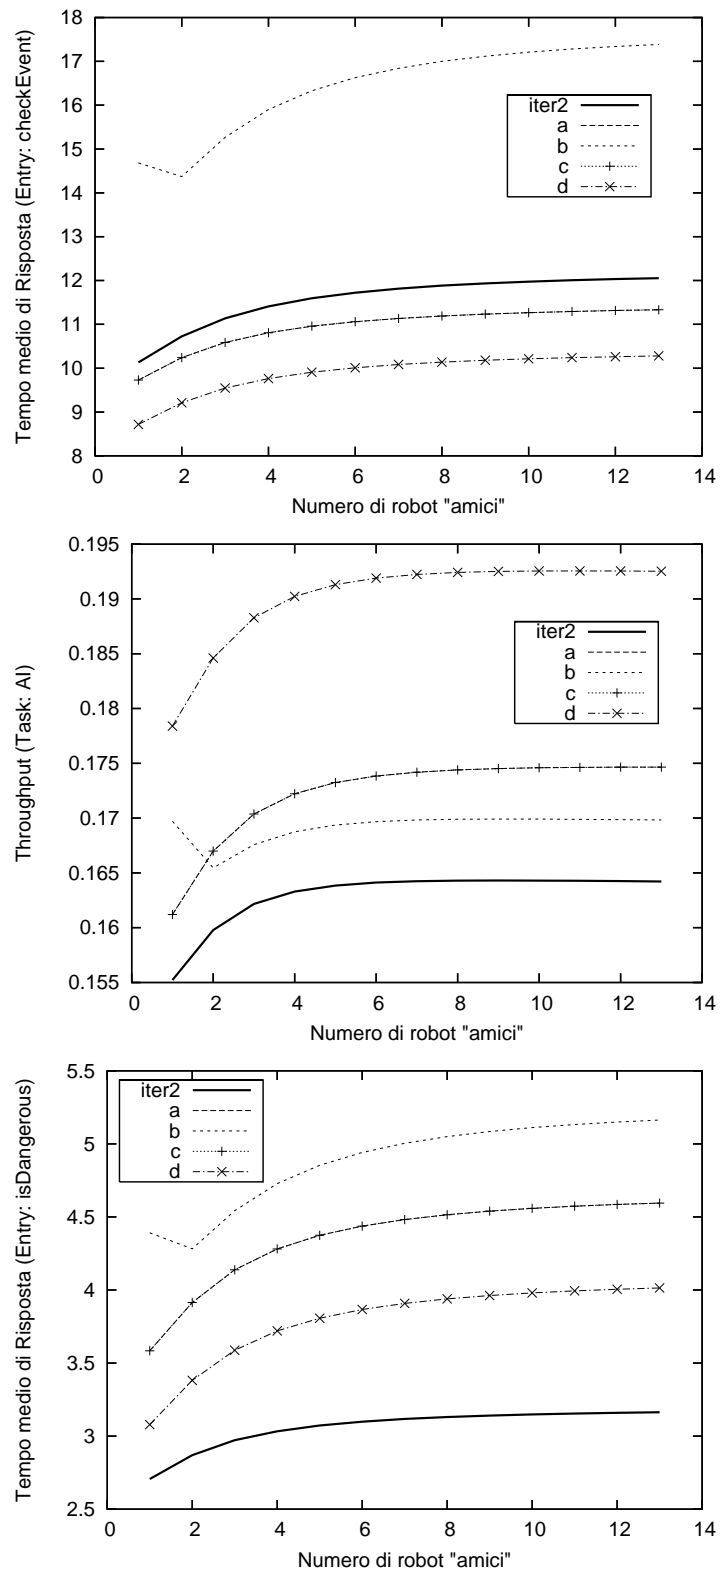 18
17
16
15
14
13
12
11
10
9
8
0 2 4 6 8 10 12 14
Tempo medio di Risposta (Entry: checkEvent)
Numero di robot "amici"
iter2
a
b
c
d
0.195
0.19
0.185
0.18
0.175
0.17
0.165
0.16
0.155
0 2 4 6 8 10 12 14
Throughput (Task: AI)
Numero di robot "amici"
iter2
a
b
c
d
5.5
5
4.5
4
3.5
3
2.5
0 2 4 6 8 10 12 14
Tempo medio di Risposta (Entry: isDangerous)
Numero di robot "amici"
iter2
a
b
c
d